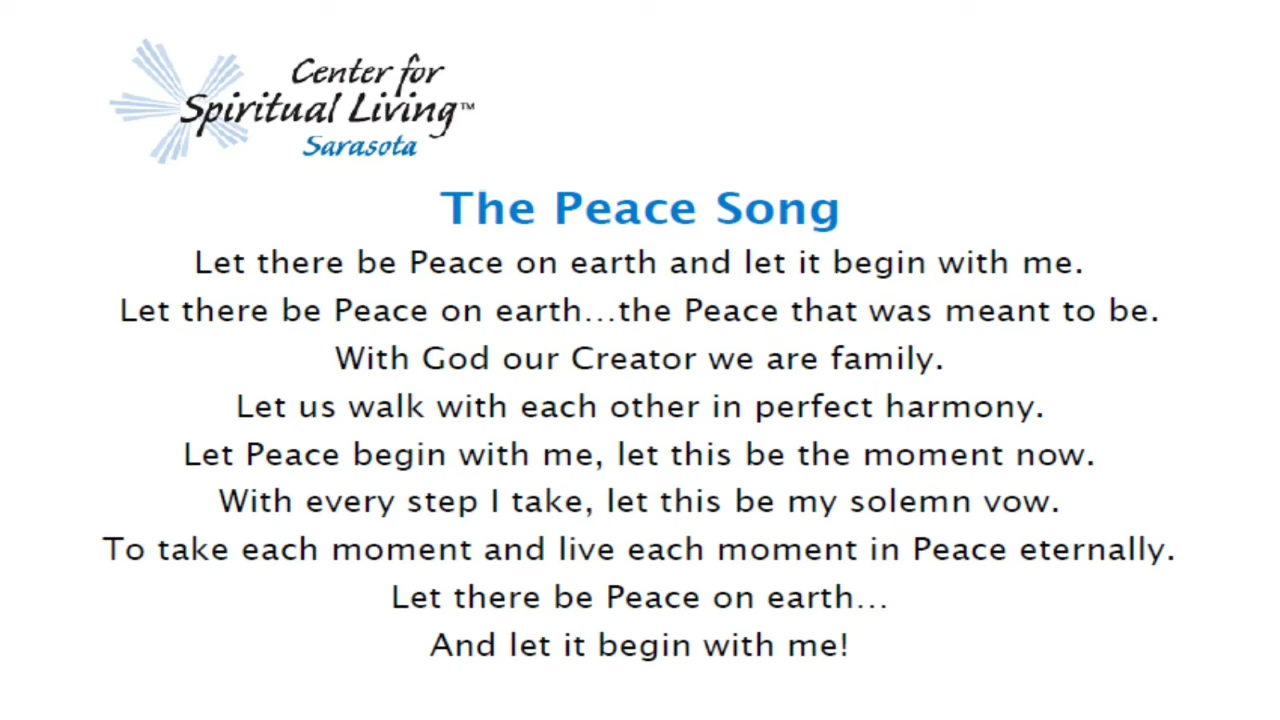 Center for
Spiritual Living™
Sarasota
The Peace Song
Let there be Peace on earth and let it begin with me.
Let there be Peace on earth...the Peace that was meant to be.
With God our Creator we are family.
Let us walk with each other in perfect harmony.
Let Peace begin with me, let this be the moment now.
With every step I take, let this be my solemn vow.
To take each moment and live each moment in Peace eternally.
Let there be Peace on earth...
And let it begin with me!